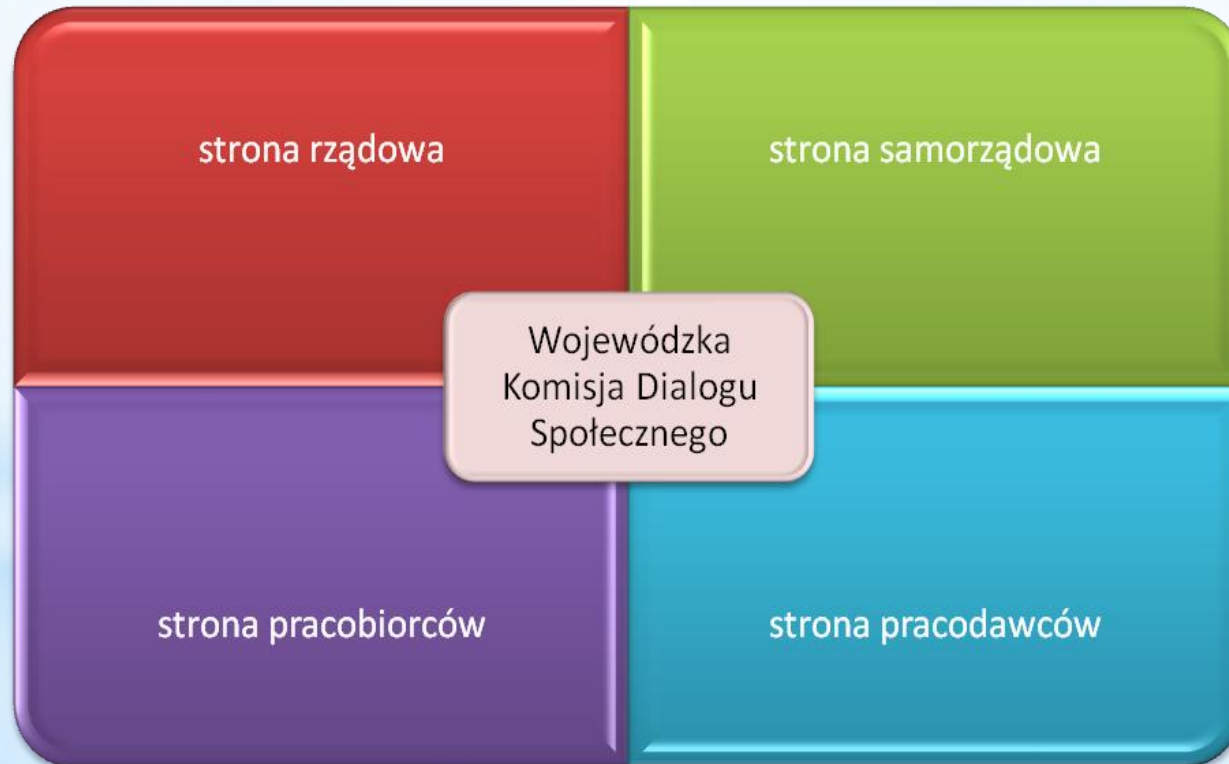 strona rządowa
strona samorządowa
Wojewódzka
Komisja Dialogu
Społecznego
strona pracobiorców
strona pracodawców